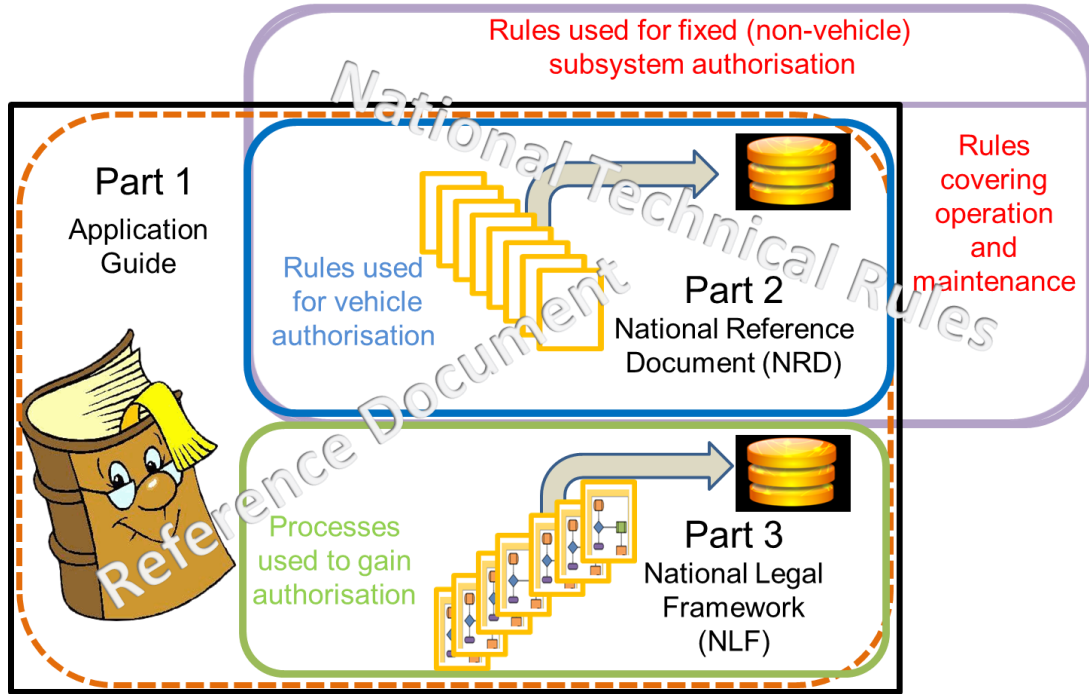 Rules used for fixed (non-vehicle)
subsystem authorisation
National Technical Rules
Rules
covering
operation
and
maintenance
Part 1
Application
Guide
Rules used
for vehicle
authorisation
Part 2
National Reference
Document (NRD)
Reference Document
Processes
used to gain
authorisation
Part 3
National Legal
Framework
(NLF)